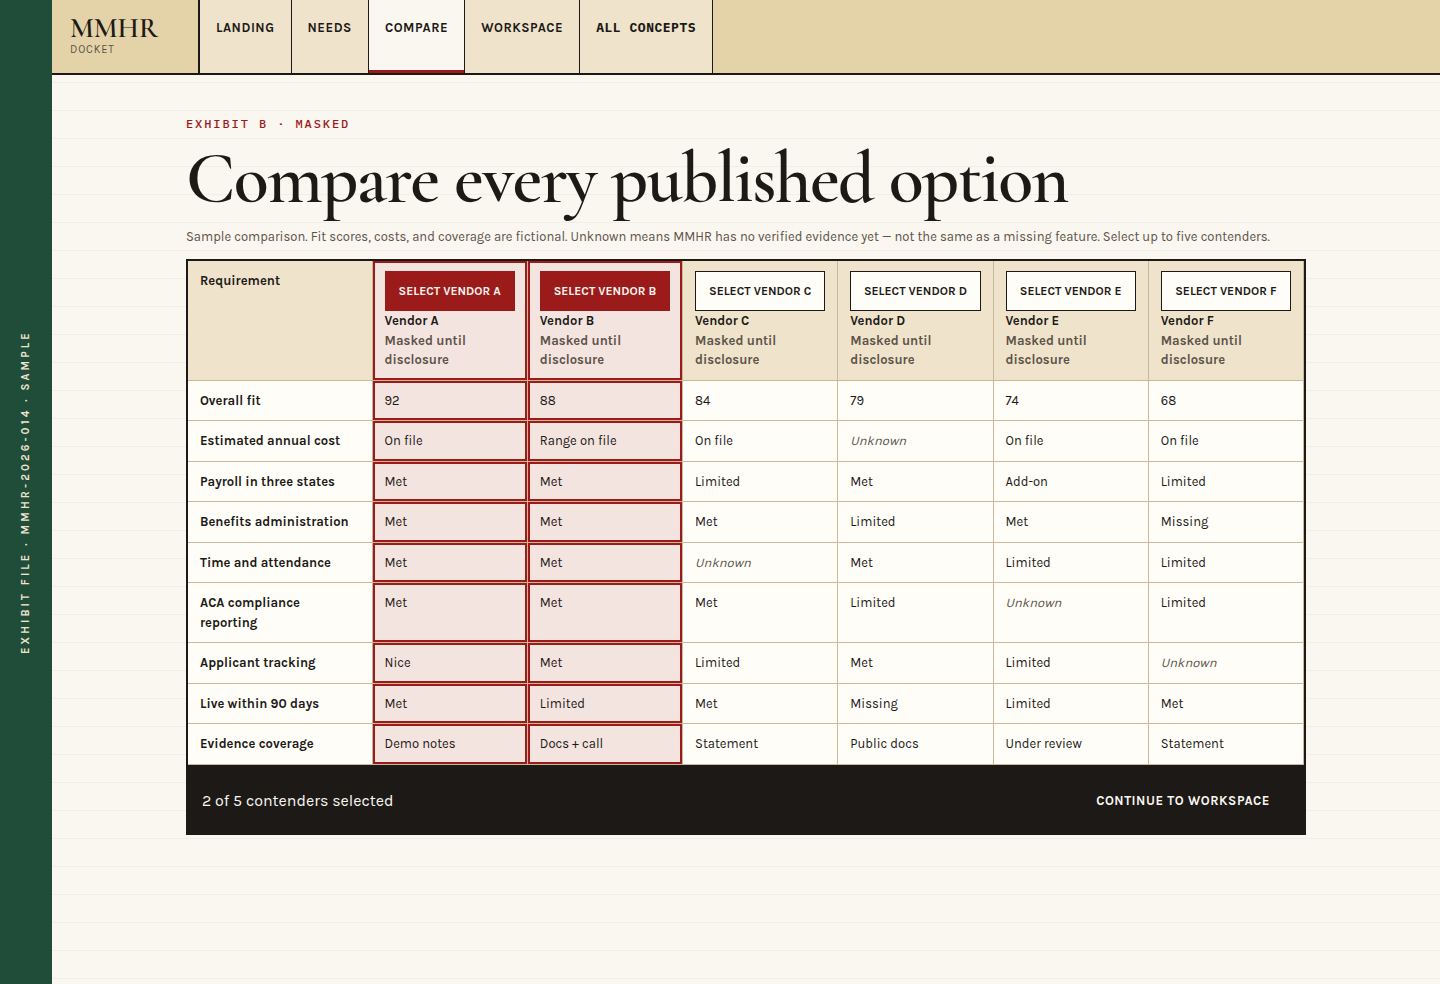 MMHR
DOCKET
LANDING
NEEDS
COMPARE
WORKSPACE
ALL CONCEPTS
EXHIBIT FILE · MMHR-2026-014 · SAMPLE
EXHIBIT B · MASKED
Compare every published option
Sample comparison. Fit scores, costs, and coverage are fictional. Unknown means MMHR has no verified evidence yet — not the same as a missing feature. Select up to five contenders.
Requirement
SELECT VENDOR A
Vendor A
Masked until
disclosure
SELECT VENDOR B
Vendor B
Masked until
disclosure
SELECT VENDOR C
Vendor C
Masked until
disclosure
SELECT VENDOR D
Vendor D
Masked until
disclosure
SELECT VENDOR E
Vendor E
Masked until
disclosure
SELECT VENDOR F
Vendor F
Masked until
disclosure
Overall fit 92 88 84 79 74 68
Estimated annual cost On file Range on file On file Unknown On file On file
Payroll in three states Met Met Limited Met Add-on Limited
Benefits administration Met Met Met Limited Met Missing
Time and attendance Met Met Unknown Met Limited Limited
ACA compliance
reporting Met Met Met Limited Unknown Limited
Applicant tracking Nice Met Limited Met Limited Unknown
Live within 90 days Met Limited Met Missing Limited Met
Evidence coverage Demo notes Docs + call Statement Public docs Under review Statement
2 of 5 contenders selected
CONTINUE TO WORKSPACE